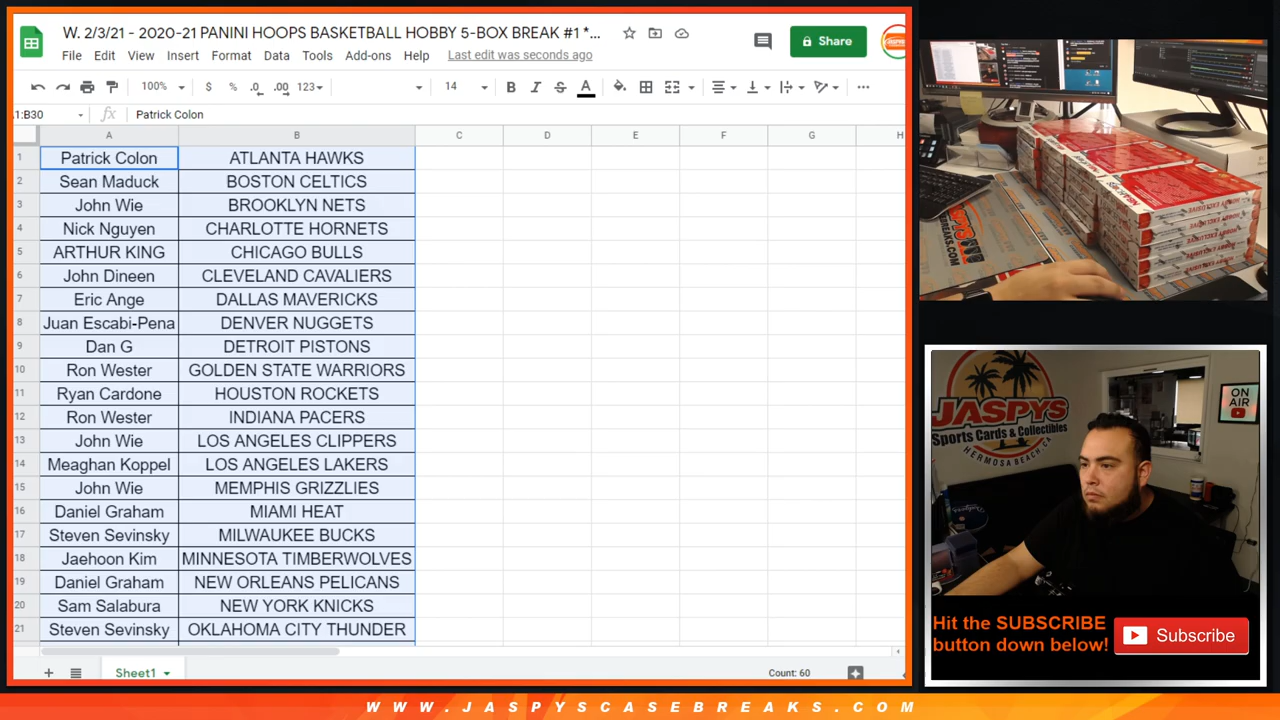 W. 2/3/21 - 2020-21 PANINI HOOPS BASKETBALL HOBBY 5-BOX BREAK #1 *...
File Edit View Insert Format Data Tools Add-ons Help Last edit was seconds ago
Share
100% $ % .0 .00 123 14 B I S A
1:B30 fx Patrick Colon
A B C D E F G H
1 Patrick Colon ATLANTA HAWKS
2 Sean Maduck BOSTON CELTICS
3 John Wie BROOKLYN NETS
4 Nick Nguyen CHARLOTTE HORNETS
5 ARTHUR KING CHICAGO BULLS
6 John Dineen CLEVELAND CAVALIERS
7 Eric Ange DALLAS MAVERICKS
8 Juan Escabi-Pena DENVER NUGGETS
9 Dan G DETROIT PISTONS
10 Ron Wester GOLDEN STATE WARRIORS
11 Ryan Cardone HOUSTON ROCKETS
12 Ron Wester INDIANA PACERS
13 John Wie LOS ANGELES CLIPPERS
14 Meaghan Koppel LOS ANGELES LAKERS
15 John Wie MEMPHIS GRIZZLIES
16 Daniel Graham MIAMI HEAT
17 Steven Sevinsky MILWAUKEE BUCKS
18 Jaehoon Kim MINNESOTA TIMBERWOLVES
19 Daniel Graham NEW ORLEANS PELICANS
20 Sam Salabura NEW YORK KNICKS
21 Steven Sevinsky OKLAHOMA CITY THUNDER
Sheet1
Count: 60
JASPYS
Sports Cards & Collectibles
HERMOSA BEACH
ON
AIR
Hit the SUBSCRIBE
button down below!
Subscribe
WWW.JASPYSCASEBREAKS.COM